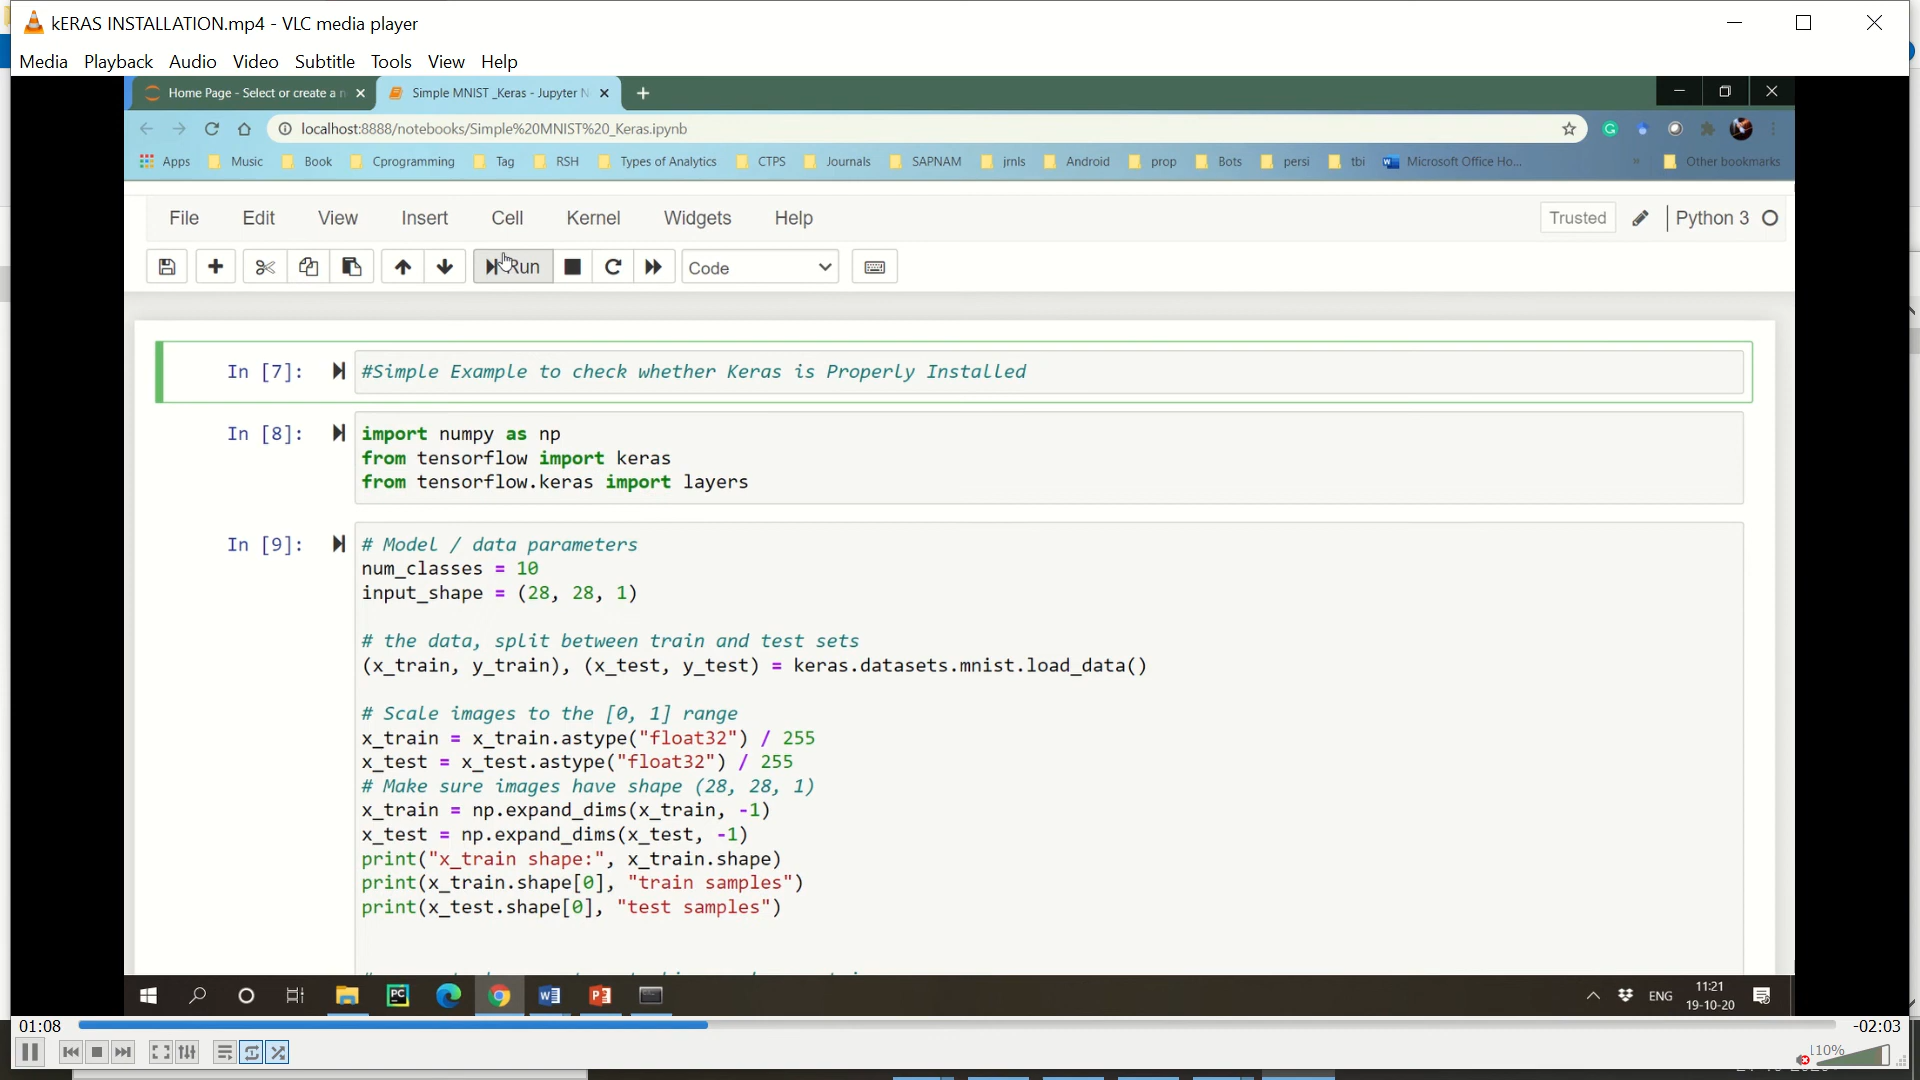 kERAS INSTALLATION.mp4 - VLC media player
Media Playback Audio Video Subtitle Tools View Help
Home Page - Select or create a n
Simple MNIST _Keras - Jupyter N
localhost:8888/notebooks/Simple%20MNIST%20_Keras.ipynb
Apps Music Book Cprogramming Tag RSH Types of Analytics CTPS Journals SAPNAM jrnls Android prop Bots persi tbi Microsoft Office Ho... » Other bookmarks
File Edit View Insert Cell Kernel Widgets Help Trusted Python 3
Run Code
In [7]: #Simple Example to check whether Keras is Properly Installed
In [8]: import numpy as np
from tensorflow import keras
from tensorflow.keras import layers
In [9]: # Model / data parameters
num_classes = 10
input_shape = (28, 28, 1)
# the data, split between train and test sets
(x_train, y_train), (x_test, y_test) = keras.datasets.mnist.load_data()
# Scale images to the [0, 1] range
x_train = x_train.astype("float32") / 255
x_test = x_test.astype("float32") / 255
# Make sure images have shape (28, 28, 1)
x_train = np.expand_dims(x_train, -1)
x_test = np.expand_dims(x_test, -1)
print("x_train shape:", x_train.shape)
print(x_train.shape[0], "train samples")
print(x_test.shape[0], "test samples")
ENG 11:21
19-10-20
01:08 -02:03
110%